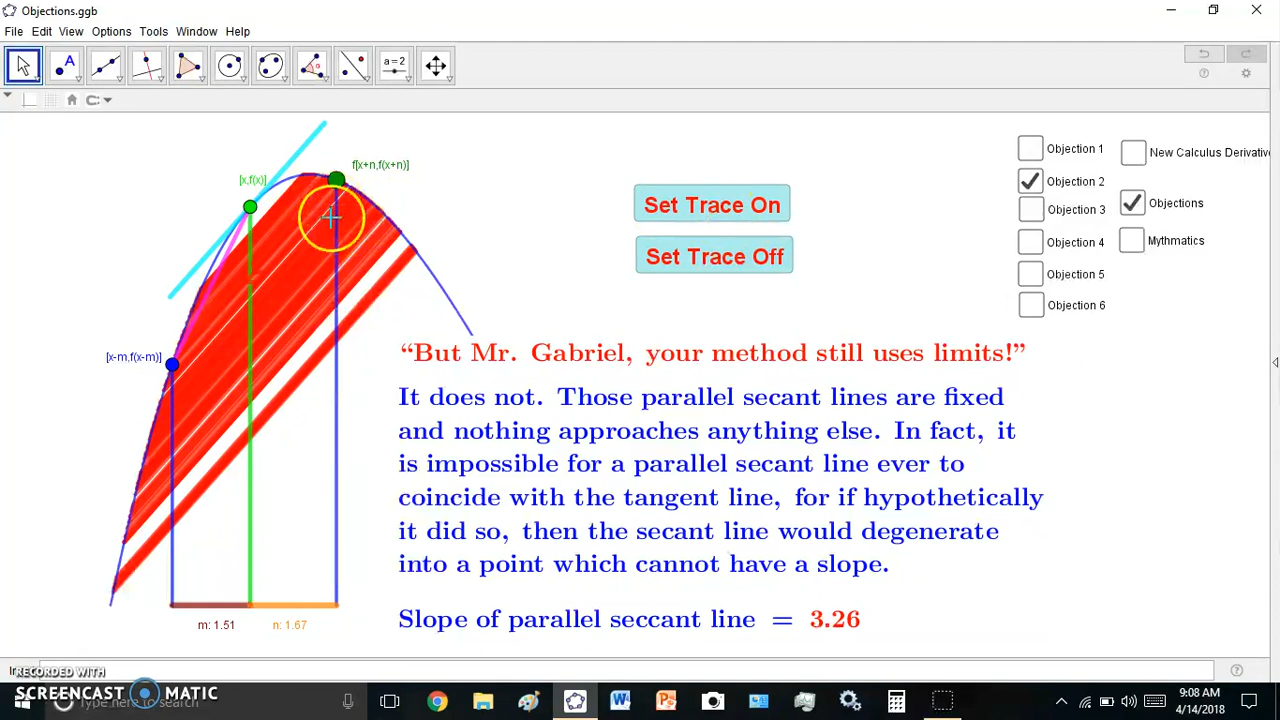 Objections.ggb
File Edit View Options Tools Window Help
A
a = 2
Objection 1
New Calculus Derivative
Objection 2
Objection 3
Objections
Objection 4
Mythmatics
Objection 5
Objection 6
f[x+n,f(x+n)]
[x,f(x)]
[x-m,f(x-m)]
m: 1.51
n: 1.67
Set Trace On
Set Trace Off
“But Mr. Gabriel, your method still uses limits!”
It does not. Those parallel secant lines are fixed
and nothing approaches anything else. In fact, it
is impossible for a parallel secant line ever to
coincide with the tangent line, for if hypothetically
it did so, then the secant line would degenerate
into a point which cannot have a slope.
Slope of parallel seccant line = 3.26
RECORDED WITH
SCREENCAST MATIC
Type here to search
9:08 AM
4/14/2018